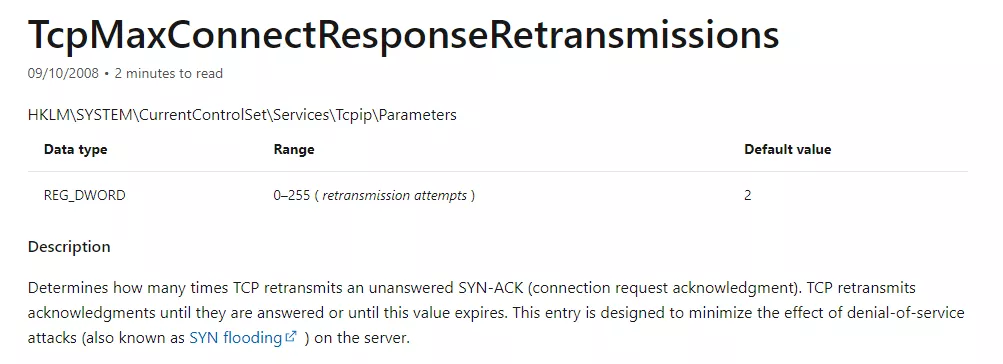 TcpMaxConnectResponseRetransmissions
09/10/2008 • 2 minutes to read
HKLM\SYSTEM\CurrentControlSet\Services\Tcpip\Parameters
Data type Range Default value
REG_DWORD 0–255 ( retransmission attempts ) 2
Description
Determines how many times TCP retransmits an unanswered SYN-ACK (connection request acknowledgment). TCP retransmits
acknowledgments until they are answered or until this value expires. This entry is designed to minimize the effect of denial-of-service
attacks (also known as SYN flooding ) on the server.